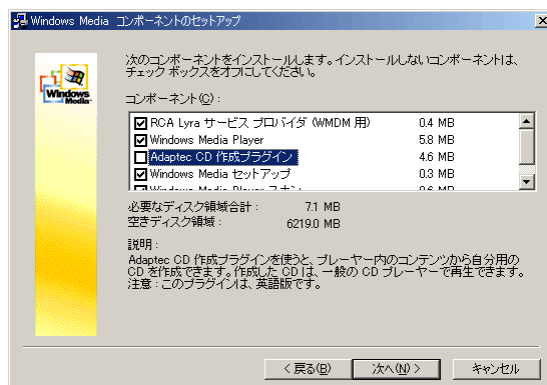 Windows Media コンポーネントのセットアップ
Windows
Media
次のコンポーネントをインストールします。インストールしないコンポーネントは、
チェック ボックスをオフにしてください。
コンポーネント(C):
RCA Lyra サービス プロバイダ (WMDM 用) 0.4 MB
Windows Media Player 5.8 MB
Adaptec CD 作成プラグイン 4.6 MB
Windows Media セットアップ 0.3 MB
Windows Media Player スキン 0.6 MB
必要なディスク領域合計: 7.1 MB
空きディスク領域: 6219.0 MB
説明:
Adaptec CD 作成プラグインを使うと、プレーヤー内のコンテンツから自分用の
CD を作成できます。作成した CD は、一般の CD プレーヤーで再生できます。
注意:このプラグインは、英語版です。
< 戻る(B)
次へ(N) >
キャンセル